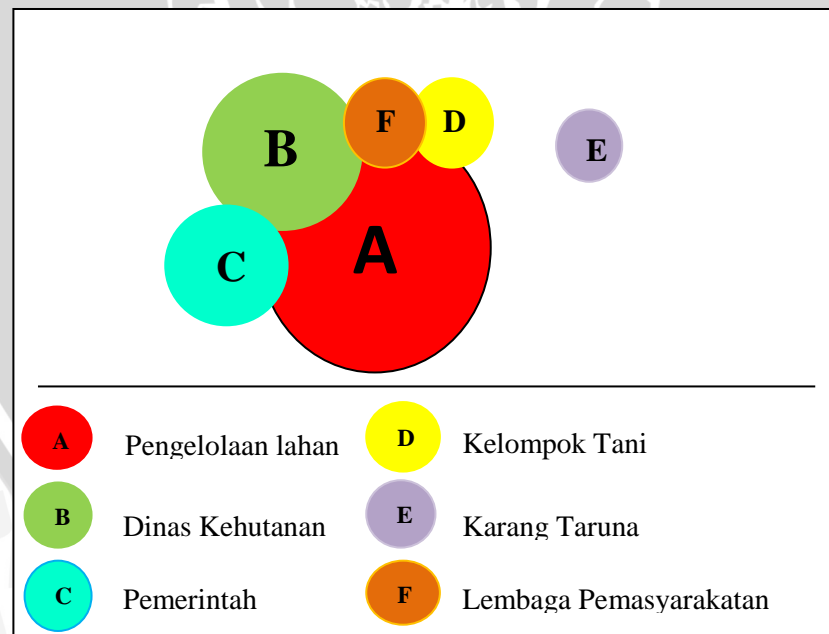 F D
B E
A
C
A Pengelolaan lahan D Kelompok Tani
B Dinas Kehutanan E Karang Taruna
C Pemerintah F Lembaga Pemasyarakatan